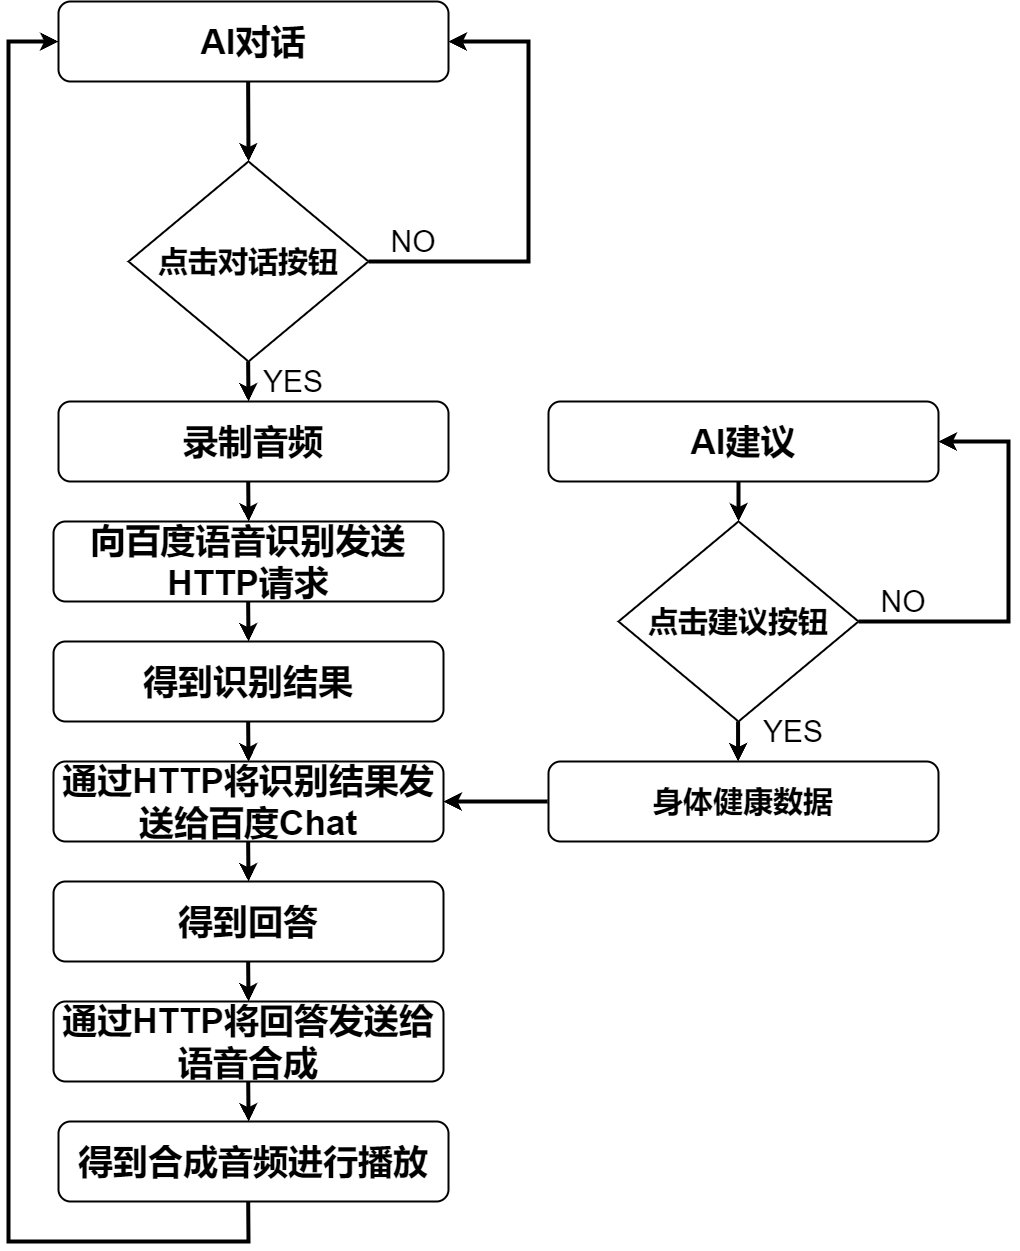 AI对话
点击对话按钮
NO
YES
录制音频
向百度语音识别发送
HTTP请求
得到识别结果
通过HTTP将识别结果发
送给百度Chat
得到回答
通过HTTP将回答发送给
语音合成
得到合成音频进行播放
AI建议
点击建议按钮
NO
YES
身体健康数据